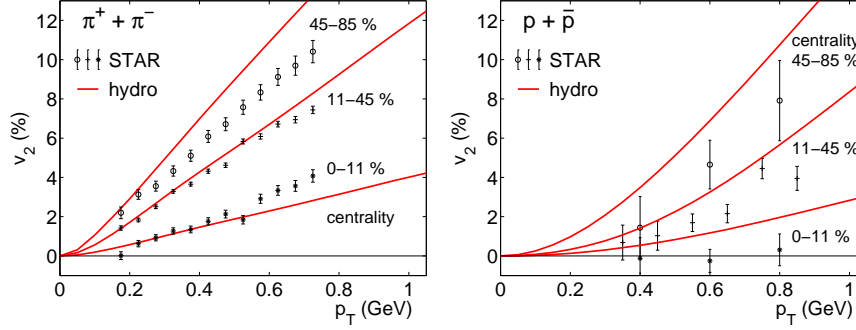 π⁺ + π⁻
STAR
hydro
45–85 %
11–45 %
0–11 %
centrality
v₂ (%)
12
10
8
6
4
2
0
0
0.2
0.4
0.6
0.8
1
p_T (GeV)
p + p̄
STAR
hydro
centrality
45–85 %
11–45 %
0–11 %
v₂ (%)
12
10
8
6
4
2
0
0
0.2
0.4
0.6
0.8
1
p_T (GeV)